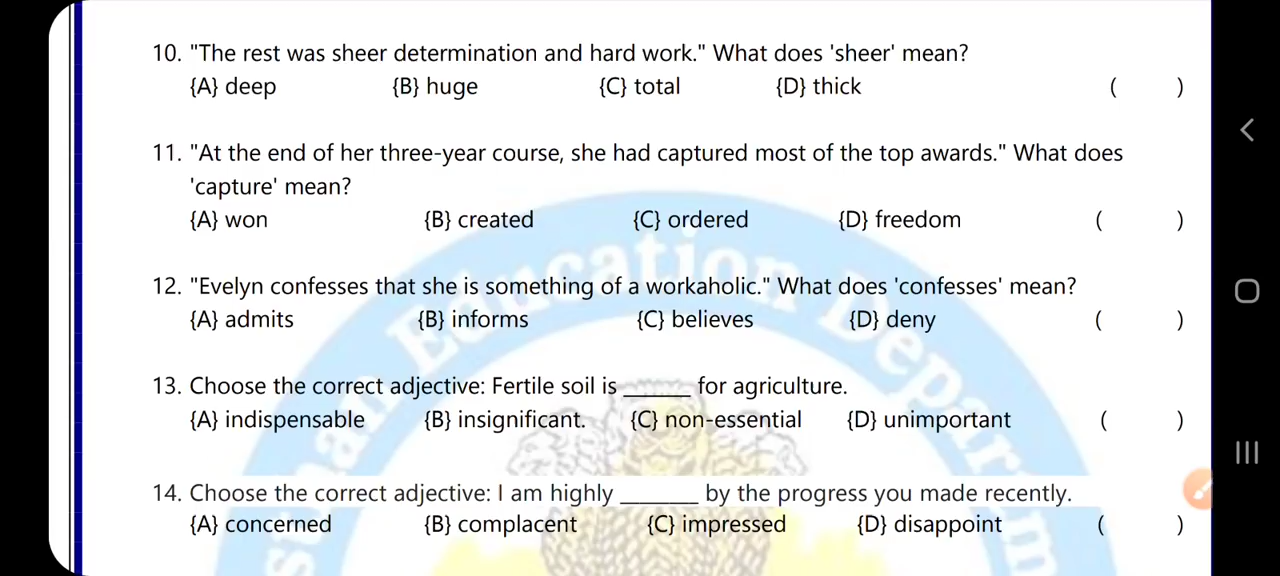 10. "The rest was sheer determination and hard work." What does 'sheer' mean?
{A} deep {B} huge {C} total {D} thick ( )
11. "At the end of her three-year course, she had captured most of the top awards." What does
'capture' mean?
{A} won {B} created {C} ordered {D} freedom ( )
12. "Evelyn confesses that she is something of a workaholic." What does 'confesses' mean?
{A} admits {B} informs {C} believes {D} deny ( )
13. Choose the correct adjective: Fertile soil is ______ for agriculture.
{A} indispensable {B} insignificant. {C} non-essential {D} unimportant ( )
14. Choose the correct adjective: I am highly _______ by the progress you made recently.
{A} concerned {B} complacent {C} impressed {D} disappoint ( )
sthan Education Departm